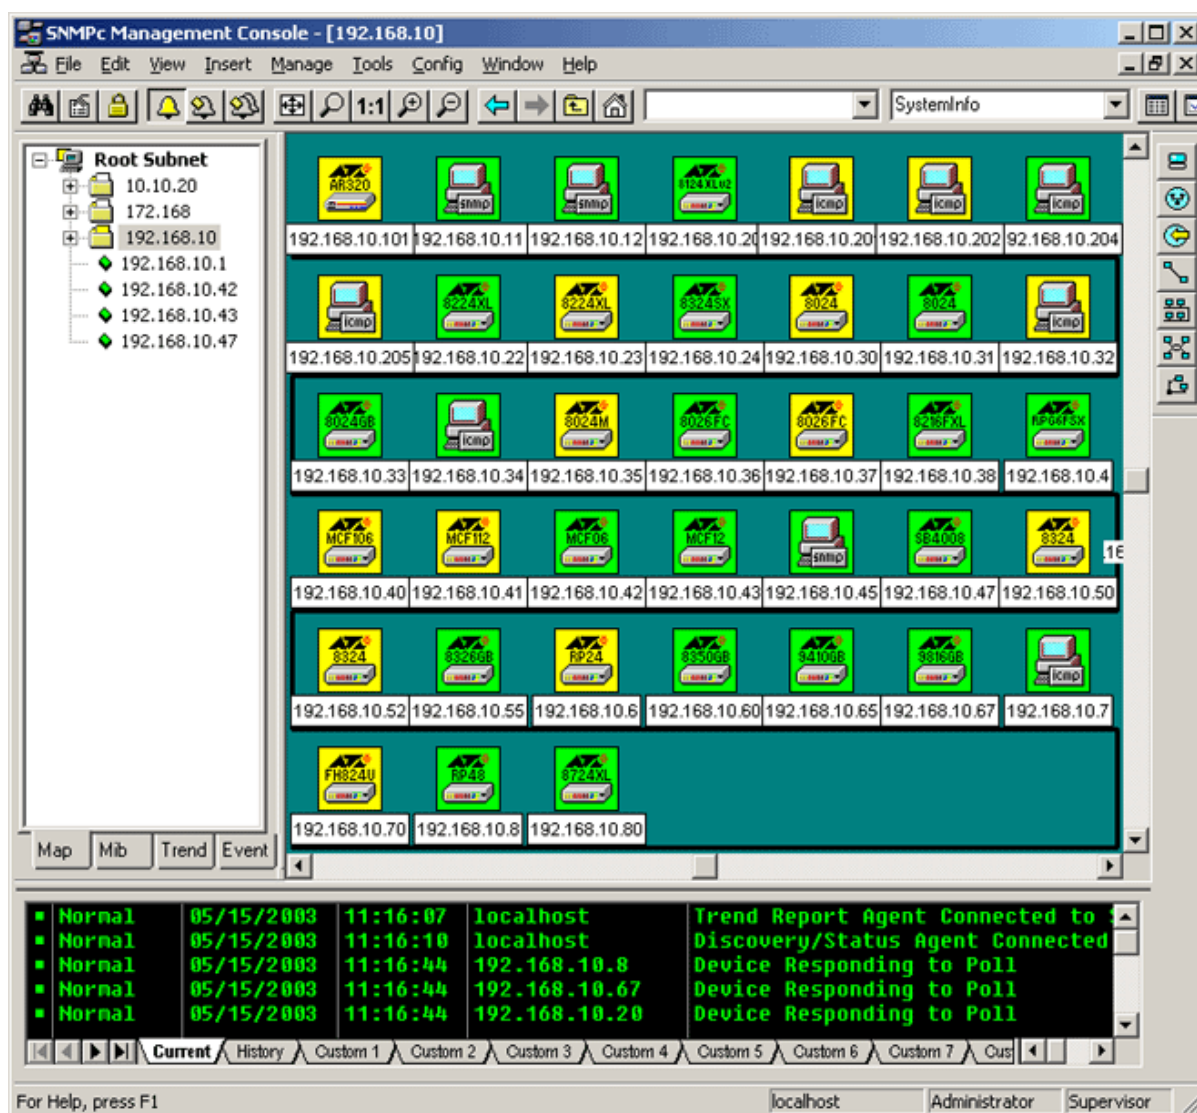 SNMPc Management Console - [192.168.10]
File Edit View Insert Manage Tools Config Window Help
1:1 SystemInfo
Root Subnet
10.10.20
172.168
192.168.10
192.168.10.1
192.168.10.42
192.168.10.43
192.168.10.47
Map Mib Trend Event
AR320 snmp snmp 8124XLv2 icmp icmp icmp
192.168.10.101 192.168.10.11 192.168.10.12 192.168.10.20 192.168.10.20 192.168.10.202 92.168.10.204
icmp 8224XL 8224XL 8324SX 8024 8024 icmp
192.168.10.205 192.168.10.22 192.168.10.23 192.168.10.24 192.168.10.30 192.168.10.31 192.168.10.32
8024GB icmp 8024M 8026FC 8026FC 8216FXL RPG6FSX
192.168.10.33 192.168.10.34 192.168.10.35 192.168.10.36 192.168.10.37 192.168.10.38 192.168.10.4
MCF106 MCF112 MCF06 MCF12 snmp SB4008 8324
.16
192.168.10.40 192.168.10.41 192.168.10.42 192.168.10.43 192.168.10.45 192.168.10.47 192.168.10.50
8324 8326GB RP24 8350GB 9410GB 9816GB icmp
192.168.10.52 192.168.10.55 192.168.10.6 192.168.10.60 192.168.10.65 192.168.10.67 192.168.10.7
FH824U RP48 8724XL
192.168.10.70 192.168.10.8 192.168.10.80
Normal 05/15/2003 11:16:07 localhost Trend Report Agent Connected to
Normal 05/15/2003 11:16:10 localhost Discovery/Status Agent Connected
Normal 05/15/2003 11:16:44 192.168.10.8 Device Responding to Poll
Normal 05/15/2003 11:16:44 192.168.10.67 Device Responding to Poll
Normal 05/15/2003 11:16:44 192.168.10.20 Device Responding to Poll
Current History Custom 1 Custom 2 Custom 3 Custom 4 Custom 5 Custom 6 Custom 7 Cus
For Help, press F1 localhost Administrator Supervisor